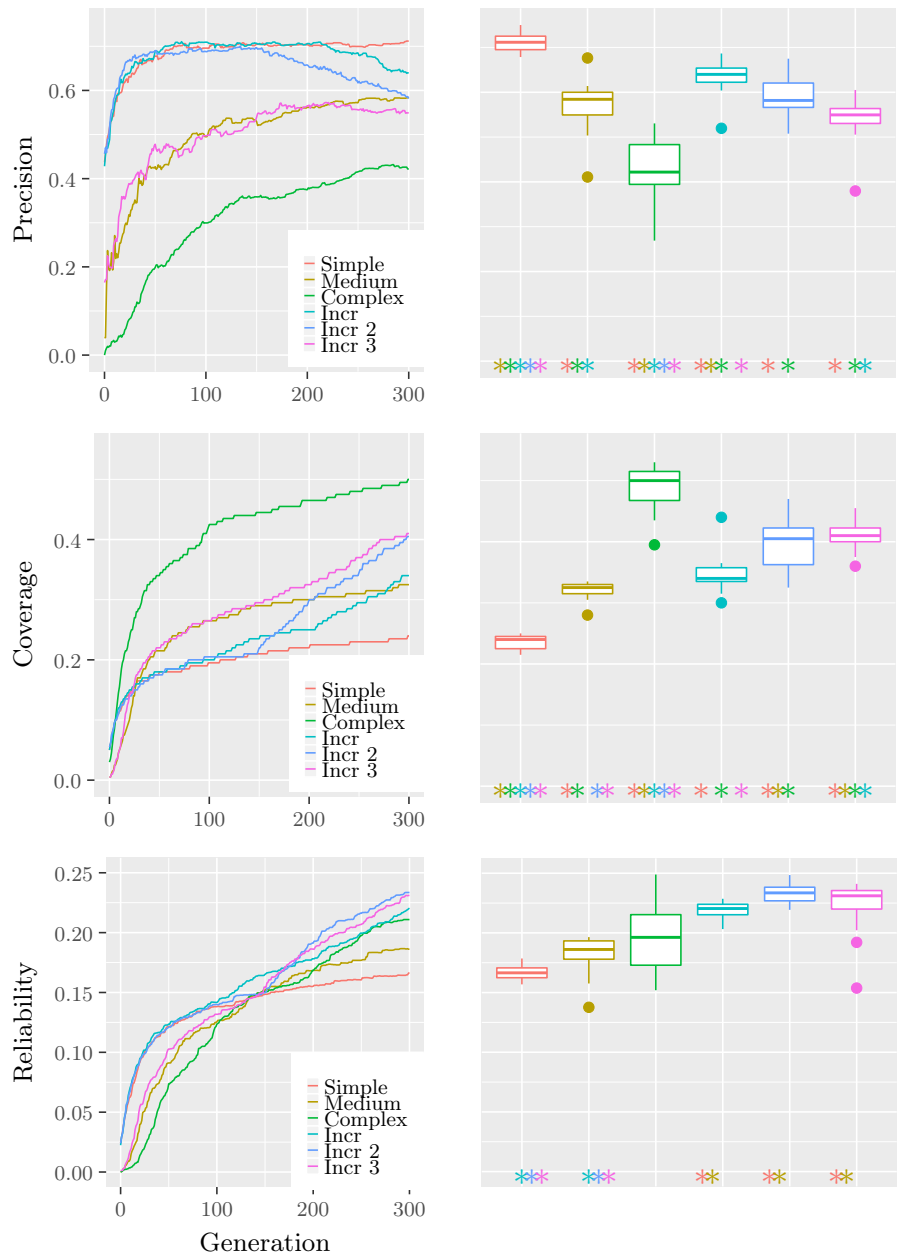 Precision
0.6
0.4
0.2
0.0
0
100
200
300
Simple
Medium
Complex
Incr
Incr 2
Incr 3
*****
***
*****
*** *
* *
* **
Coverage
0.4
0.2
0.0
0
100
200
300
Simple
Medium
Complex
Incr
Incr 2
Incr 3
*****
** **
*****
* * *
***
****
Reliability
0.25
0.20
0.15
0.10
0.05
0.00
0
100
200
300
Simple
Medium
Complex
Incr
Incr 2
Incr 3
***
***
**
**
**
Generation